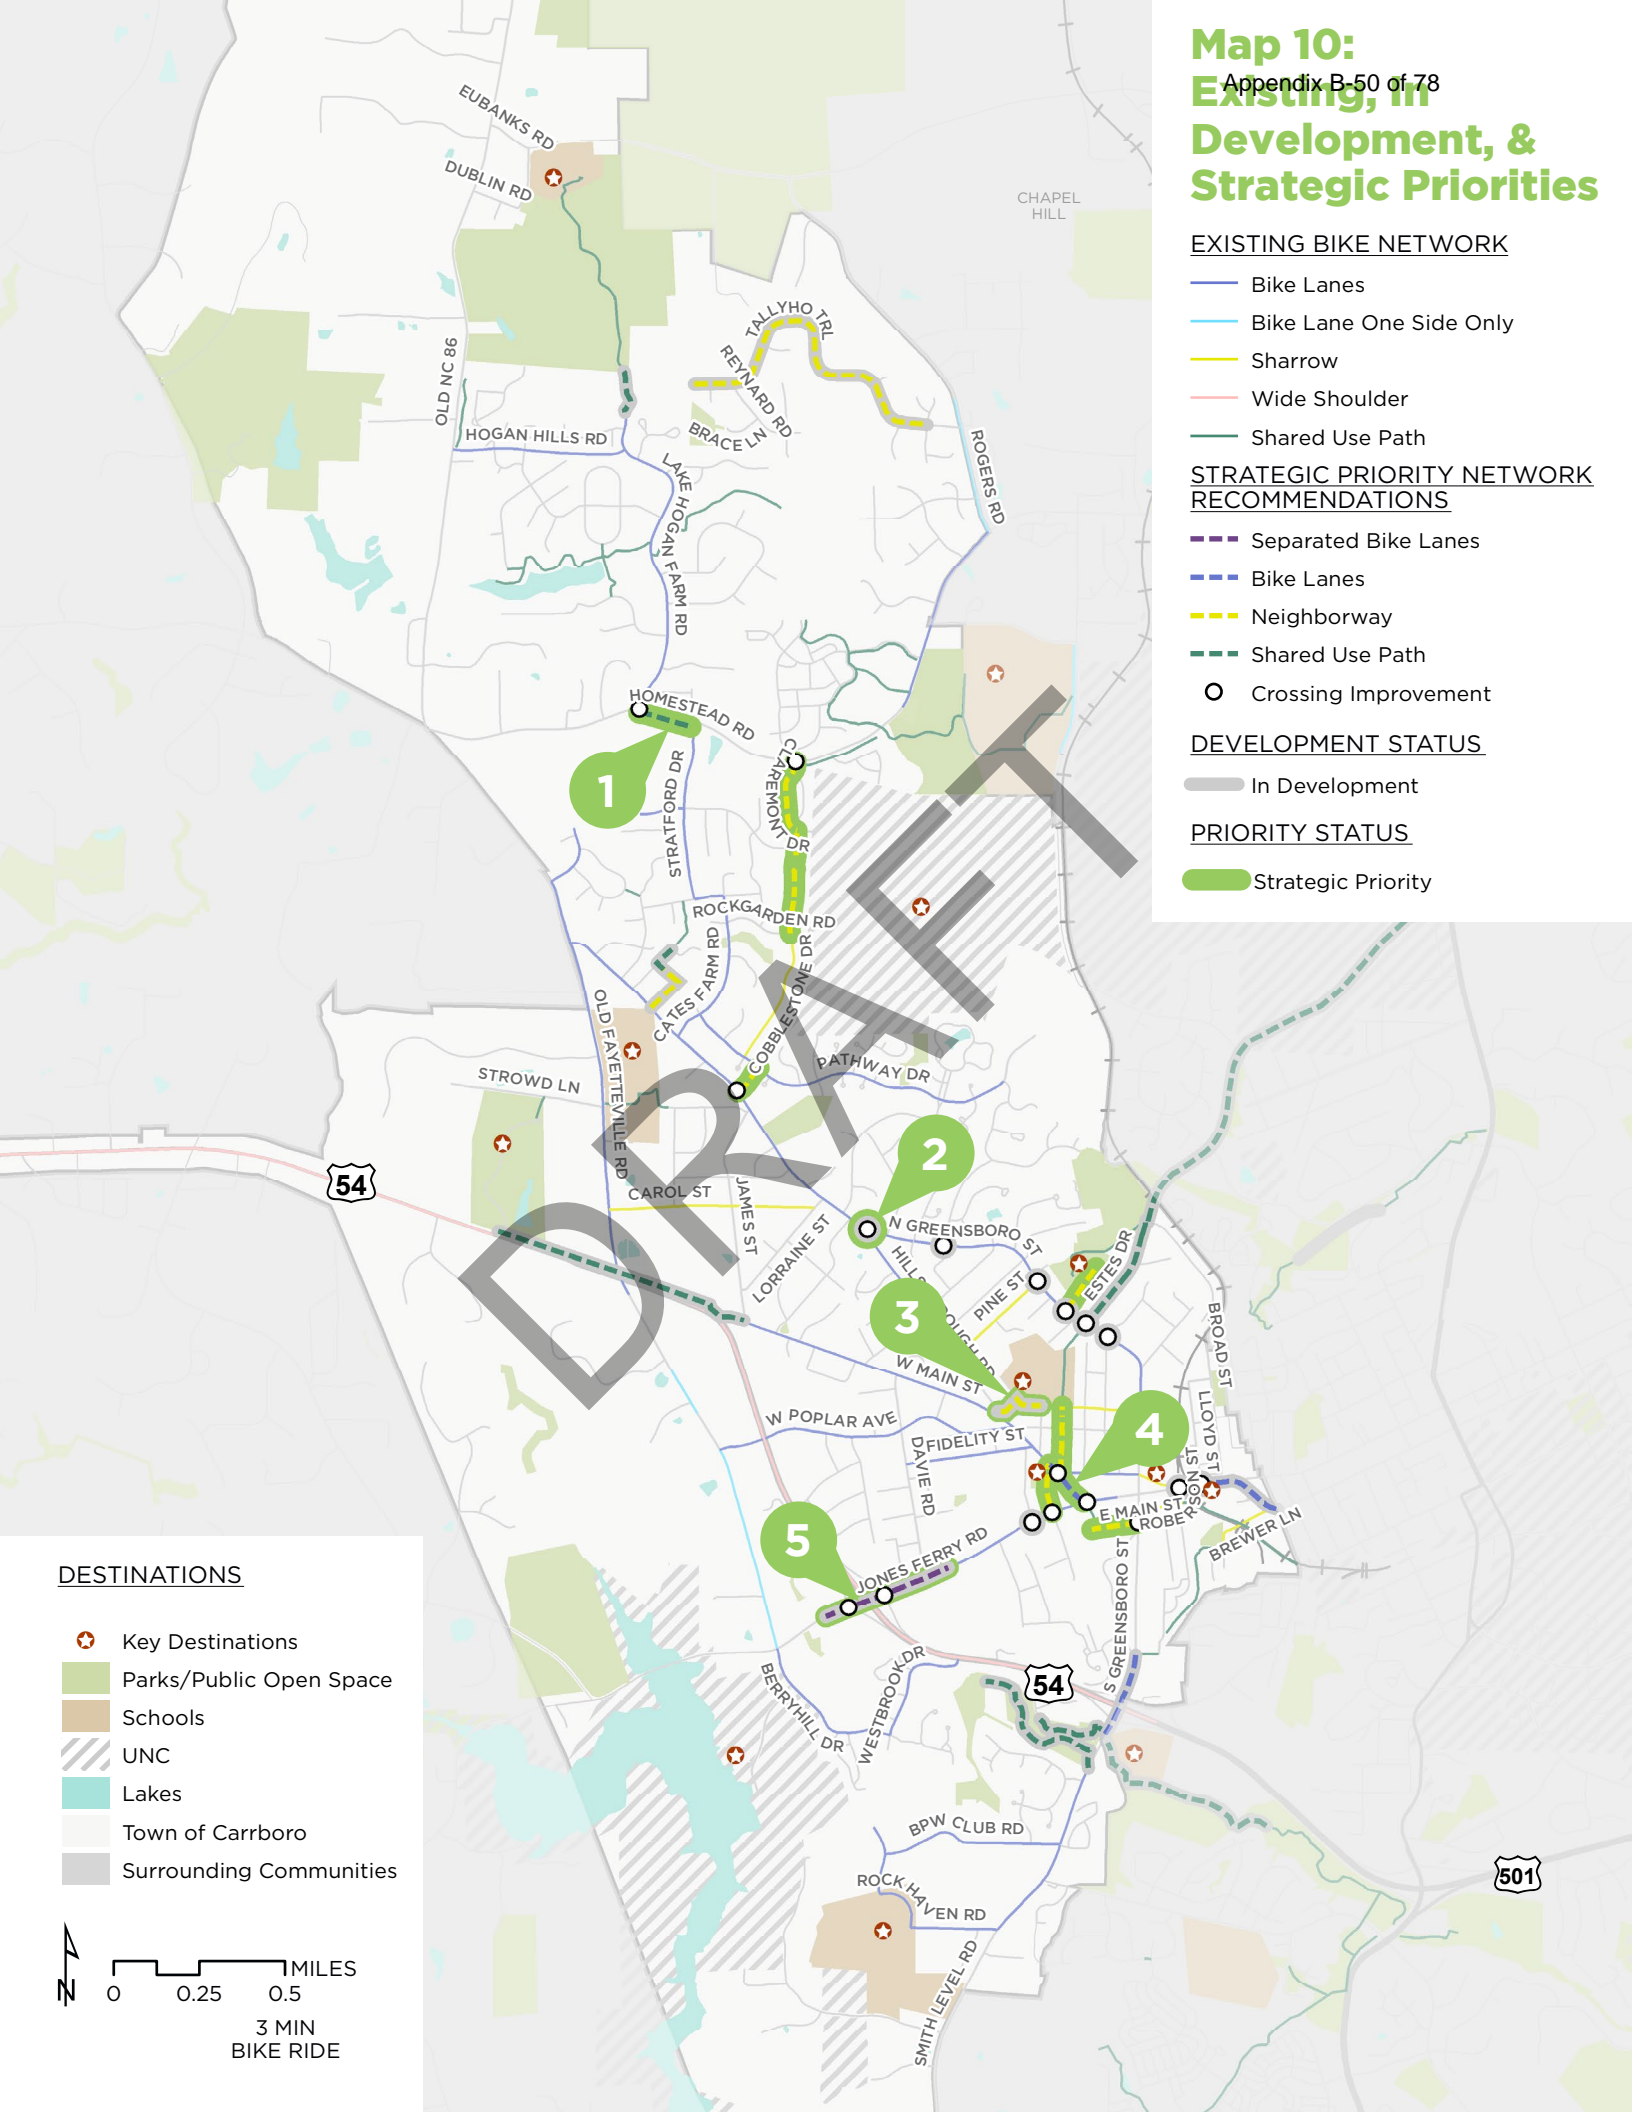 Map 10:
Existing, In
Appendix B-50 of 78
Development, &
Strategic Priorities
EXISTING BIKE NETWORK
Bike Lanes
Bike Lane One Side Only
Sharrow
Wide Shoulder
Shared Use Path
STRATEGIC PRIORITY NETWORK
RECOMMENDATIONS
Separated Bike Lanes
Bike Lanes
Neighborway
Shared Use Path
Crossing Improvement
DEVELOPMENT STATUS
In Development
PRIORITY STATUS
Strategic Priority
EUBANKS RD
DUBLIN RD
CHAPEL
HILL
TALLYHO TRL
REYNARD RD
OLD NC 86
HOGAN HILLS RD
BRACE LN
LAKE HOGAN FARM RD
ROGERS RD
HOMESTEAD RD
1
STRATFORD DR
CLAREMONT DR
ROCKGARDEN RD
CATES FARM RD
COBBLESTONE DR
OLD FAYETTEVILLE RD
PATHWAY DR
STROWD LN
DRAFT
2
54
CAROL ST
JAMES ST
LORRAINE ST
N GREENSBORO ST
PINE ST
ESTES DR
3
BROAD ST
W MAIN ST
LLOYD ST
W POPLAR AVE
FIDELITY ST
DAVIE RD
4
E MAIN ST
ROBERSON ST
BREWER LN
5
JONES FERRY RD
S GREENSBORO ST
54
BERRYHILL DR
WESTBROOK DR
BPW CLUB RD
ROCK HAVEN RD
SMITH LEVEL RD
501
DESTINATIONS
Key Destinations
Parks/Public Open Space
Schools
UNC
Lakes
Town of Carrboro
Surrounding Communities
N
MILES
0 0.25 0.5
3 MIN
BIKE RIDE